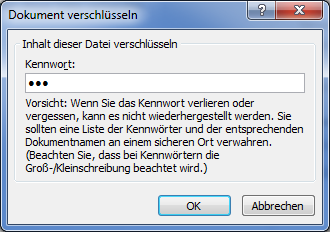 Dokument verschlüsseln
Inhalt dieser Datei verschlüsseln
Kennwort:
●●●
Vorsicht: Wenn Sie das Kennwort verlieren oder
vergessen, kann es nicht wiederhergestellt werden. Sie
sollten eine Liste der Kennwörter und der entsprechenden
Dokumentnamen an einem sicheren Ort verwahren.
(Beachten Sie, dass bei Kennwörtern die
Groß-/Kleinschreibung beachtet wird.)
OK
Abbrechen